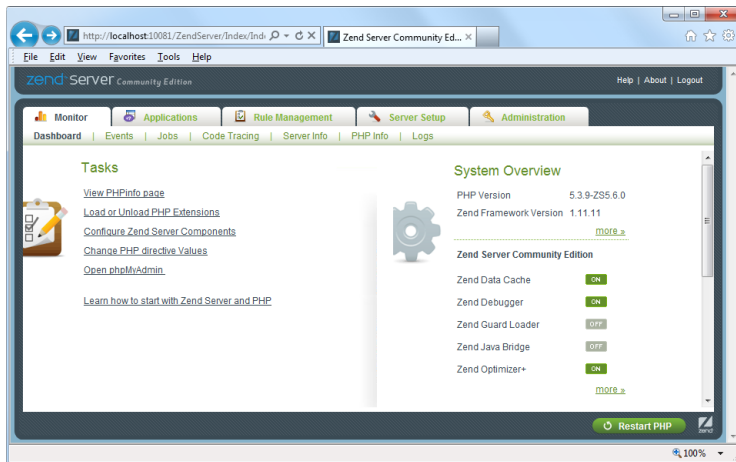 http://localhost:10081/ZendServer/Index/Ind
Zend Server Community Ed...
File Edit View Favorites Tools Help
zend Server Community Edition
Help | About | Logout
Monitor Applications Rule Management Server Setup Administration
Dashboard | Events | Jobs | Code Tracing | Server Info | PHP Info | Logs
Tasks
View PHPinfo page
Load or Unload PHP Extensions
Configure Zend Server Components
Change PHP directive Values
Open phpMyAdmin
Learn how to start with Zend Server and PHP
System Overview
PHP Version 5.3.9-ZS5.6.0
Zend Framework Version 1.11.11
more »
Zend Server Community Edition
Zend Data Cache ON
Zend Debugger ON
Zend Guard Loader OFF
Zend Java Bridge OFF
Zend Optimizer+ ON
more »
Restart PHP
zend
100%